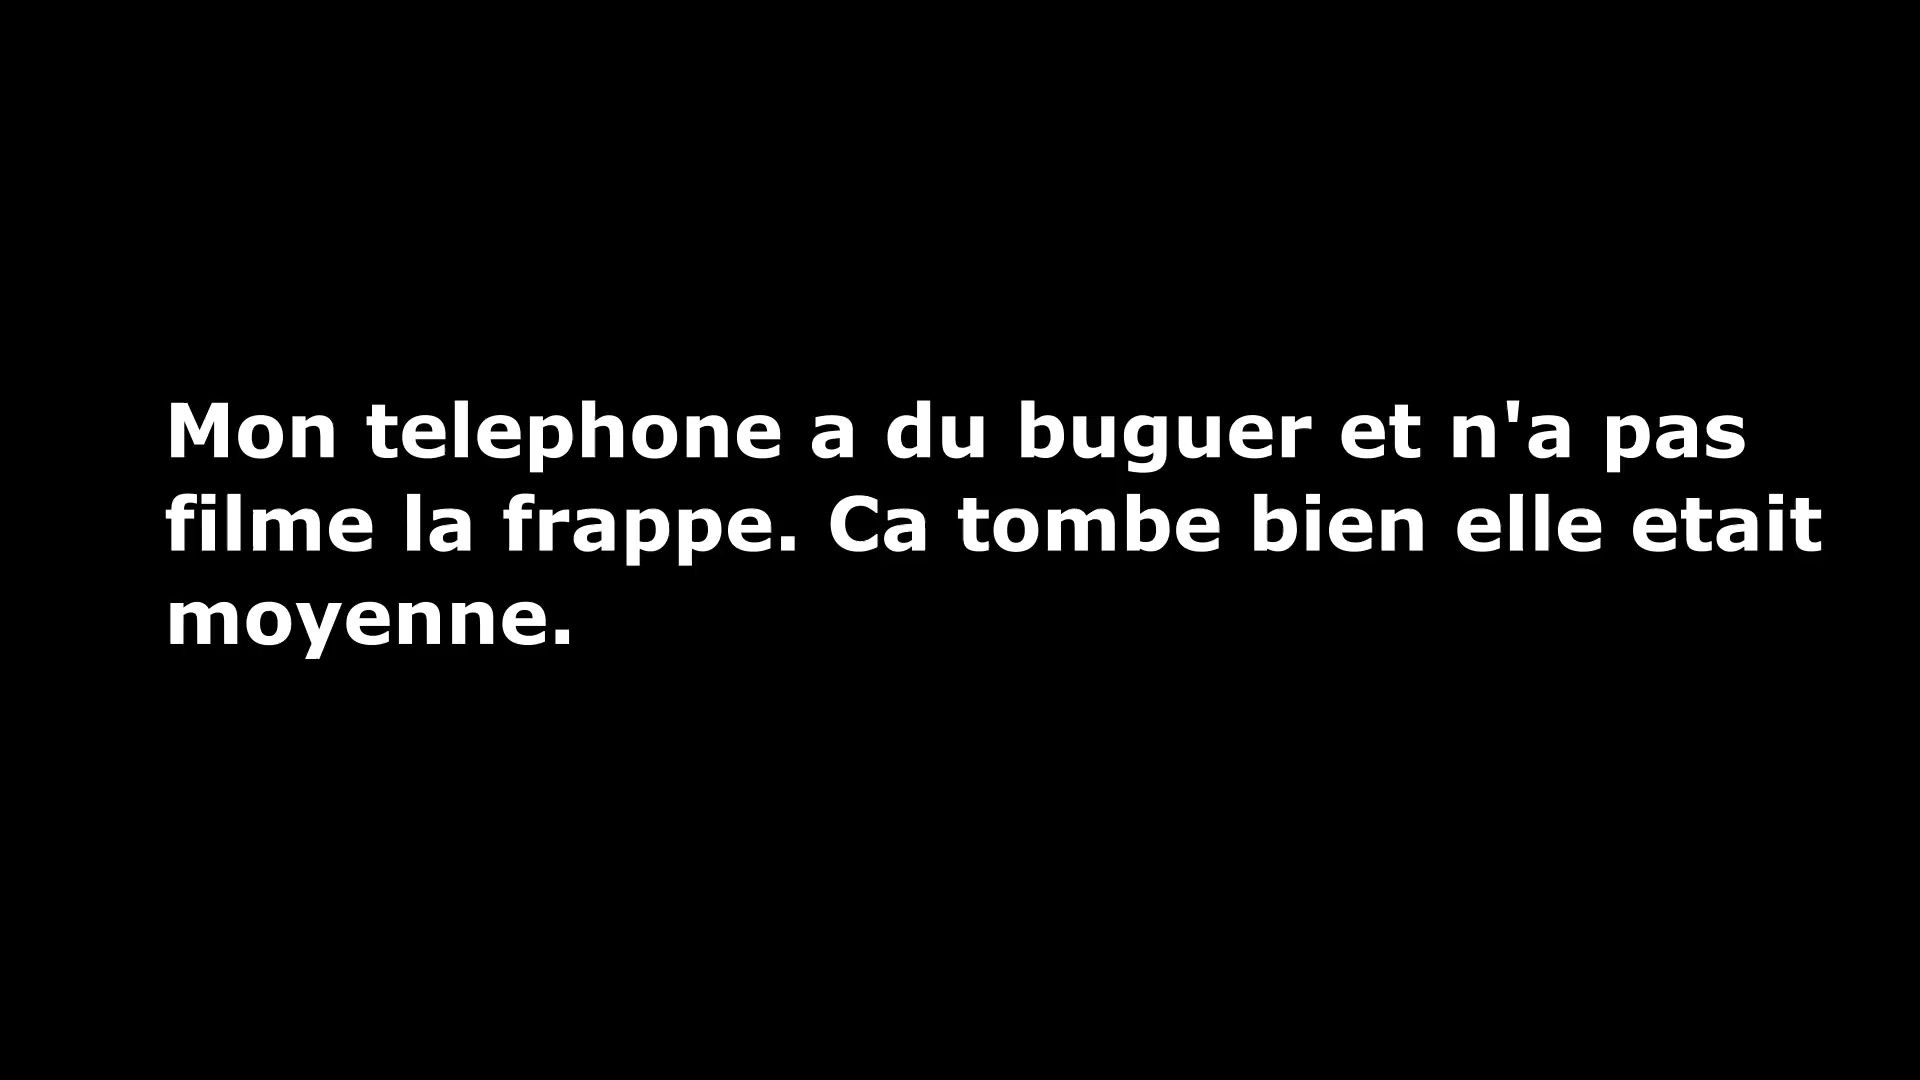 Mon telephone a du buguer et n'a pas
filme la frappe. Ca tombe bien elle etait
moyenne.